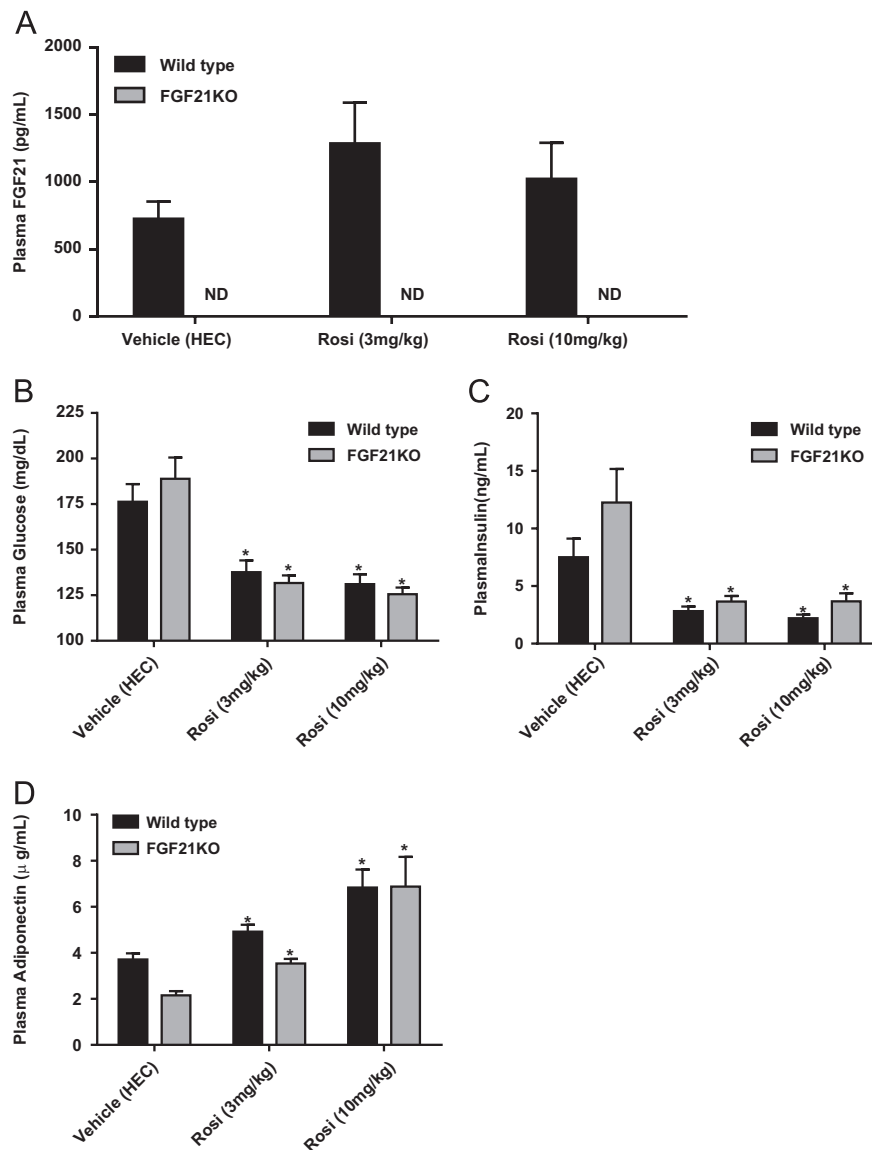 A
2000
1500
1000
500
0
Plasma FGF21 (pg/mL)
Wild type
FGF21KO
ND
ND
ND
Vehicle (HEC)
Rosi (3mg/kg)
Rosi (10mg/kg)
B
225
200
175
150
125
100
Plasma Glucose (mg/dL)
Wild type
FGF21KO
*
*
*
*
Vehicle (HEC)
Rosi (3mg/kg)
Rosi (10mg/kg)
C
20
15
10
5
0
PlasmaInsulin(ng/mL)
Wild type
FGF21KO
*
*
*
*
Vehicle (HEC)
Rosi (3mg/kg)
Rosi (10mg/kg)
D
10
8
6
4
2
0
Plasma Adiponectin (μ g/mL)
Wild type
FGF21KO
*
*
*
*
Vehicle (HEC)
Rosi (3mg/kg)
Rosi (10mg/kg)